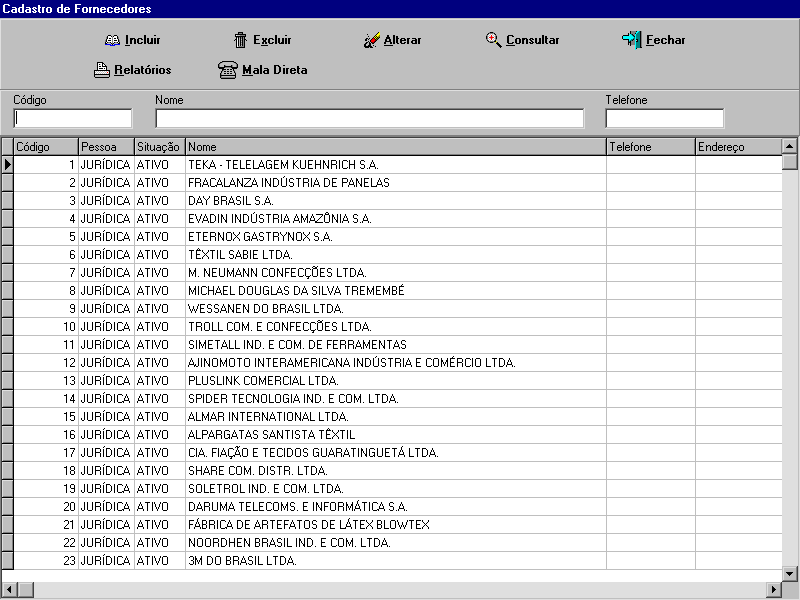 Cadastro de Fornecedores
Incluir Excluir Alterar Consultar Fechar
Relatórios Mala Direta
Código Nome Telefone
Código Pessoa Situação Nome Telefone Endereço
1 JURÍDICA ATIVO TEKA - TELELAGEM KUEHNRICH S.A.
2 JURÍDICA ATIVO FRACALANZA INDÚSTRIA DE PANELAS
3 JURÍDICA ATIVO DAY BRASIL S.A.
4 JURÍDICA ATIVO EVADIN INDÚSTRIA AMAZÔNIA S.A.
5 JURÍDICA ATIVO ETERNOX GASTRYNOX S.A.
6 JURÍDICA ATIVO TÊXTIL SABIE LTDA.
7 JURÍDICA ATIVO M. NEUMANN CONFECÇÕES LTDA.
8 JURÍDICA ATIVO MICHAEL DOUGLAS DA SILVA TREMEMBÉ
9 JURÍDICA ATIVO WESSANEN DO BRASIL LTDA.
10 JURÍDICA ATIVO TROLL COM. E CONFECÇÕES LTDA.
11 JURÍDICA ATIVO SIMETALL IND. E COM. DE FERRAMENTAS
12 JURÍDICA ATIVO AJINOMOTO INTERAMERICANA INDÚSTRIA E COMÉRCIO LTDA.
13 JURÍDICA ATIVO PLUSLINK COMERCIAL LTDA.
14 JURÍDICA ATIVO SPIDER TECNOLOGIA IND. E COM. LTDA.
15 JURÍDICA ATIVO ALMAR INTERNATIONAL LTDA.
16 JURÍDICA ATIVO ALPARGATAS SANTISTA TÊXTIL
17 JURÍDICA ATIVO CIA. FIAÇÃO E TECIDOS GUARATINGUETÁ LTDA.
18 JURÍDICA ATIVO SHARE COM. DISTR. LTDA.
19 JURÍDICA ATIVO SOLETROL IND. E COM. LTDA.
20 JURÍDICA ATIVO DARUMA TELECOMS. E INFORMÁTICA S.A.
21 JURÍDICA ATIVO FÁBRICA DE ARTEFATOS DE LÁTEX BLOWTEX
22 JURÍDICA ATIVO NOORDHEN BRASIL IND. E COM. LTDA.
23 JURÍDICA ATIVO 3M DO BRASIL LTDA.